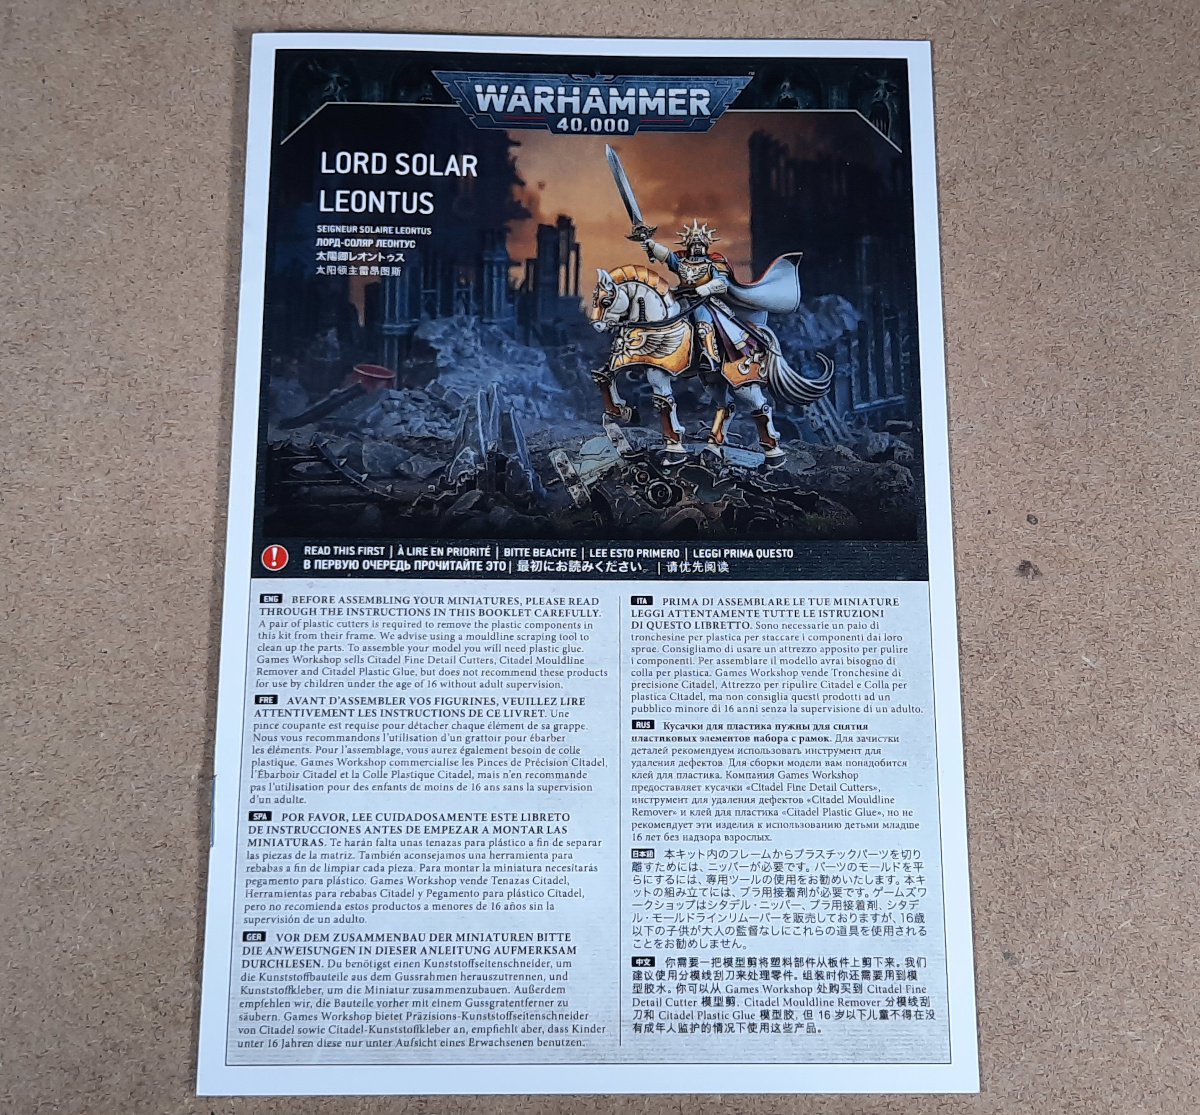 WARHAMMER
40,000
LORD SOLAR
LEONTUS
SEIGNEUR SOLAIRE LEONTUS
ЛОРД-СОЛЯР ЛЕОНТУС
太陽卿レオントゥス
太阳领主雷昂图斯
READ THIS FIRST | À LIRE EN PRIORITÉ | BITTE BEACHTE | LEE ESTO PRIMERO | LEGGI PRIMA QUESTO
В ПЕРВУЮ ОЧЕРЕДЬ ПРОЧИТАЙТЕ ЭТО | 最初にお読みください。 | 请优先阅读
ENG BEFORE ASSEMBLING YOUR MINIATURES, PLEASE READ
THROUGH THE INSTRUCTIONS IN THIS BOOKLET CAREFULLY.
A pair of plastic cutters is required to remove the plastic components in
this kit from their frame. We advise using a mouldline scraping tool to
clean up the parts. To assemble your model you will need plastic glue.
Games Workshop sells Citadel Fine Detail Cutters, Citadel Mouldline
Remover and Citadel Plastic Glue, but does not recommend these products
for use by children under the age of 16 without adult supervision.
FRE AVANT D'ASSEMBLER VOS FIGURINES, VEUILLEZ LIRE
ATTENTIVEMENT LES INSTRUCTIONS DE CE LIVRET. Une
pince coupante est requise pour détacher chaque élément de sa grappe.
Nous vous recommandons l'utilisation d'un grattoir pour ébarber
les éléments. Pour l'assemblage, vous aurez également besoin de colle
plastique. Games Workshop commercialise les Pinces de Précision Citadel,
l'Ébarboir Citadel et la Colle Plastique Citadel, mais n'en recommande
pas l'utilisation pour des enfants de moins de 16 ans sans la supervision
d'un adulte.
SPA POR FAVOR, LEE CUIDADOSAMENTE ESTE LIBRETO
DE INSTRUCCIONES ANTES DE EMPEZAR A MONTAR LAS
MINIATURAS. Te harán falta unas tenazas para plástico a fin de separar
las piezas de la matriz. También aconsejamos una herramienta para
rebabas a fin de limpiar cada pieza. Para montar la miniatura necesitarás
pegamento para plástico. Games Workshop vende Tenazas Citadel,
Herramientas para rebabas Citadel y Pegamento para plástico Citadel,
pero no recomienda estos productos a menores de 16 años sin la
supervisión de un adulto.
GER VOR DEM ZUSAMMENBAU DER MINIATUREN BITTE
DIE ANWEISUNGEN IN DIESER ANLEITUNG AUFMERKSAM
DURCHLESEN. Du benötigst einen Kunststoffseitenschneider, um
die Kunststoffbauteile aus dem Gussrahmen herauszutrennen, und
Kunststoffkleber, um die Miniatur zusammenzubauen. Außerdem
empfehlen wir, die Bauteile vorher mit einem Gussgratentferner zu
säubern. Games Workshop bietet Präzisions-Kunststoffseitenschneider
von Citadel sowie Citadel-Kunststoffkleber an, empfiehlt aber, dass Kinder
unter 16 Jahren diese nur unter Aufsicht eines Erwachsenen benutzen.
ITA PRIMA DI ASSEMBLARE LE TUE MINIATURE
LEGGI ATTENTAMENTE TUTTE LE ISTRUZIONI
DI QUESTO LIBRETTO. Sono necessarie un paio di
tronchesine per plastica per staccare i componenti dai loro
sprue. Consigliamo di usare un attrezzo apposito per pulire
i componenti. Per assemblare il modello avrai bisogno di
colla per plastica. Games Workshop vende Tronchesine di
precisione Citadel, Attrezzo per ripulire Citadel e Colla per
plastica Citadel, ma non consiglia questi prodotti ad un
pubblico minore di 16 anni senza la supervisione di un adulto.
RUS Кусачки для пластика нужны для снятия
пластиковых элементов набора с рамок. Для зачистки
деталей рекомендуем использовать инструмент для
удаления дефектов. Для сборки модели вам понадобится
клей для пластика. Компания Games Workshop
предоставляет кусачки «Citadel Fine Detail Cutters»,
инструмент для удаления дефектов «Citadel Mouldline
Remover» и клей для пластика «Citadel Plastic Glue», но не
рекомендует эти изделия к использованию детьми младше
16 лет без надзора взрослых.
日本語 本キット内のフレームからプラスチックパーツを切り
離すためには、ニッパーが必要です。パーツのモールドを平
らにするには、専用ツールの使用をお勧めいたします。本キ
ットの組み立てには、プラ用接着剤が必要です。ゲームズワ
ークショップはシタデル・ニッパー、プラ用接着剤、シタデ
ル・モールドラインリムーバーを販売しておりますが、16歳
以下の子供が大人の監督なしにこれらの道具を使用される
ことをお勧めしません。
中文 你需要一把模型剪将塑料部件从板件上剪下来。我们
建议使用分模线刮刀来处理零件。组装时你还需要用到模
型胶水。你可以从 Games Workshop 处购买到 Citadel Fine
Detail Cutter 模型剪, Citadel Mouldline Remover 分模线刮
刀和 Citadel Plastic Glue 模型胶, 但 16 岁以下儿童不得在没
有成年人监护的情况下使用这些产品。